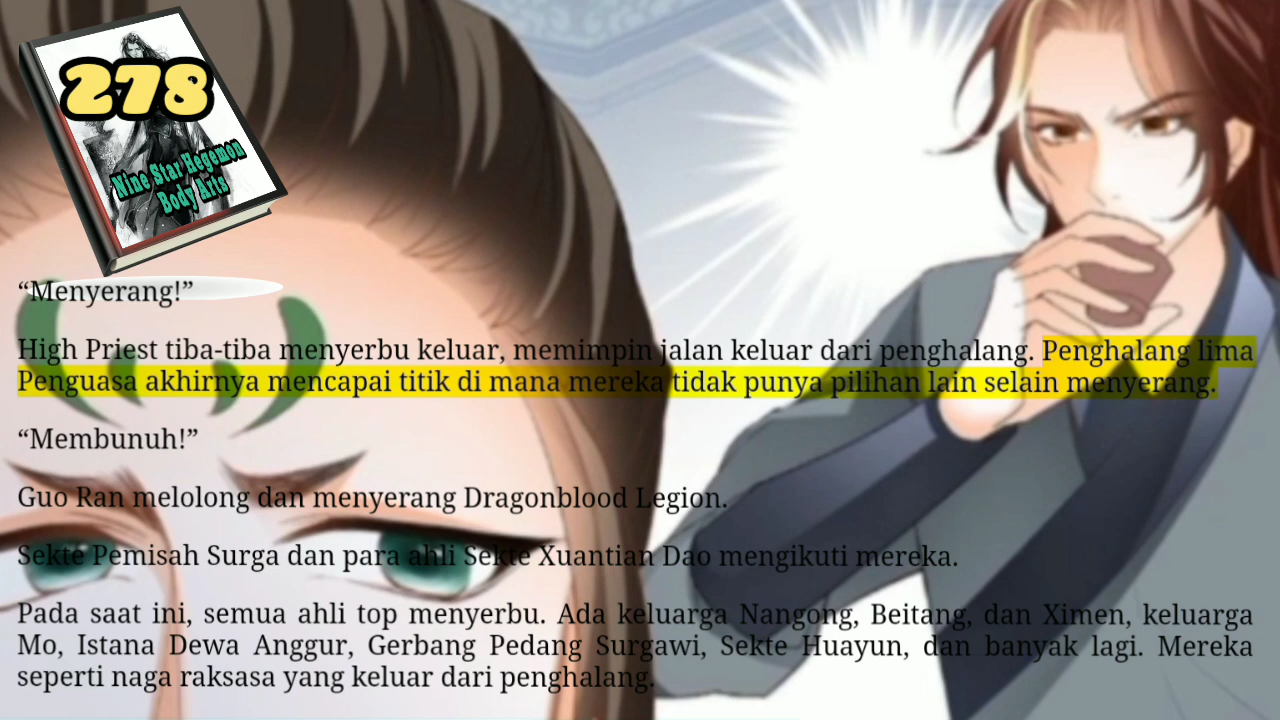 278
Nine Star Hegemon
Body Arts
“Menyerang!”
High Priest tiba-tiba menyerbu keluar, memimpin jalan keluar dari penghalang. Penghalang lima
Penguasa akhirnya mencapai titik di mana mereka tidak punya pilihan lain selain menyerang.
“Membunuh!”
Guo Ran melolong dan menyerang Dragonblood Legion.
Sekte Pemisah Surga dan para ahli Sekte Xuantian Dao mengikuti mereka.
Pada saat ini, semua ahli top menyerbu. Ada keluarga Nangong, Beitang, dan Ximen, keluarga
Mo, Istana Dewa Anggur, Gerbang Pedang Surgawi, Sekte Huayun, dan banyak lagi. Mereka
seperti naga raksasa yang keluar dari penghalang.